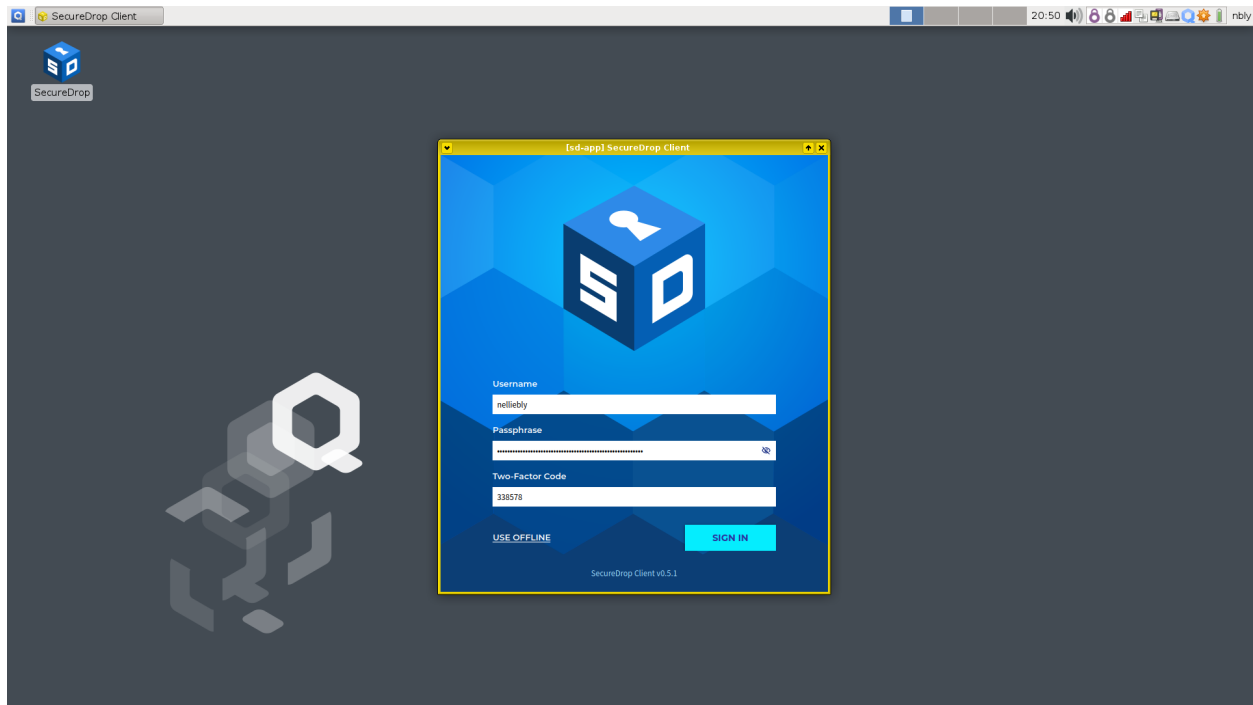 SecureDrop Client
20:50
nbly
SecureDrop
[sd-app] SecureDrop Client
S D
Username
nelliebly
Passphrase
Two-Factor Code
338578
USE OFFLINE
SIGN IN
SecureDrop Client v0.5.1